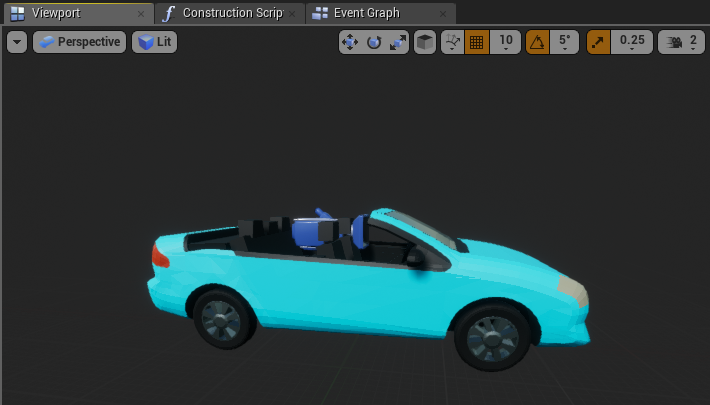 Viewport
Construction Scrip
Event Graph
Perspective
Lit
10
5°
0.25
2